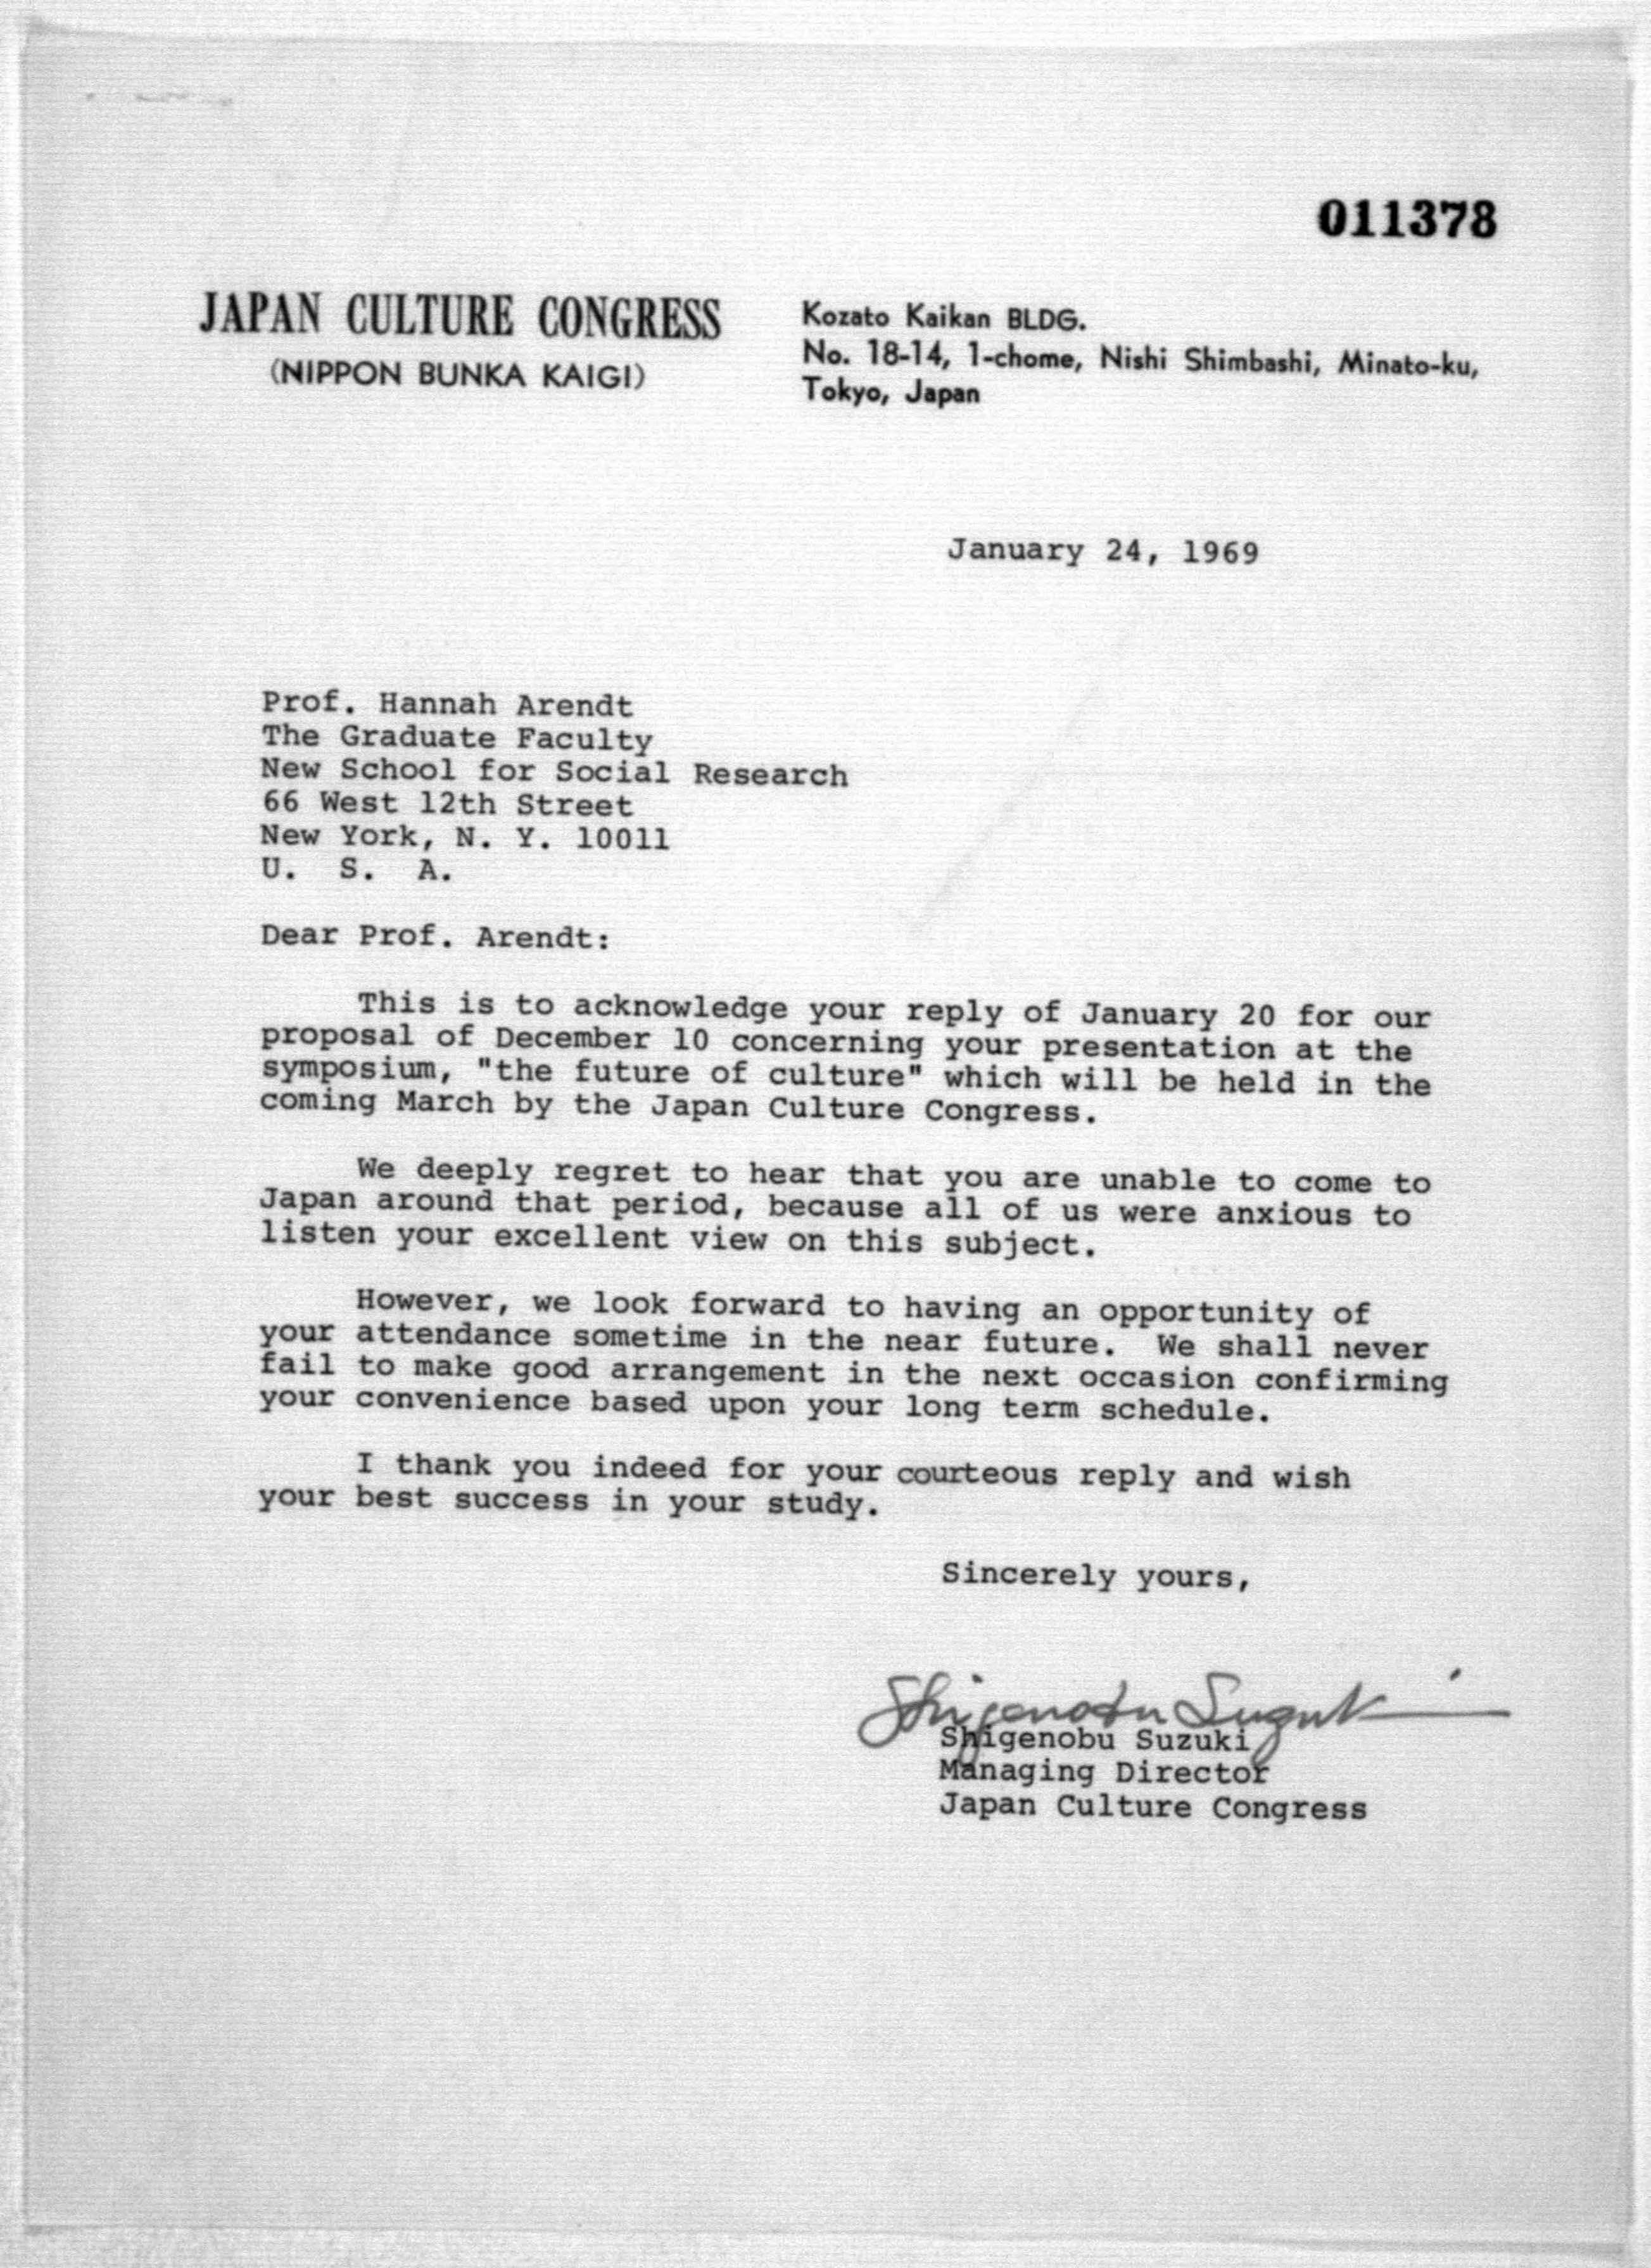 011378
JAPAN CULTURE CONGRESS
(NIPPON BUNKA KAIGI)
Kozato Kaikan BLDG.
No. 18-14, 1-chome, Nishi Shimbashi, Minato-ku,
Tokyo, Japan
January 24, 1969
Prof. Hannah Arendt
The Graduate Faculty
New School for Social Research
66 West 12th Street
New York, N. Y. 10011
U. S. A.
Dear Prof. Arendt:
This is to acknowledge your reply of January 20 for our
proposal of December 10 concerning your presentation at the
symposium, "the future of culture" which will be held in the
coming March by the Japan Culture Congress.
We deeply regret to hear that you are unable to come to
Japan around that period, because all of us were anxious to
listen your excellent view on this subject.
However, we look forward to having an opportunity of
your attendance sometime in the near future. We shall never
fail to make good arrangement in the next occasion confirming
your convenience based upon your long term schedule.
I thank you indeed for your courteous reply and wish
your best success in your study.
Sincerely yours,
Shigenobu Suzuki
Shigenobu Suzuki
Managing Director
Japan Culture Congress